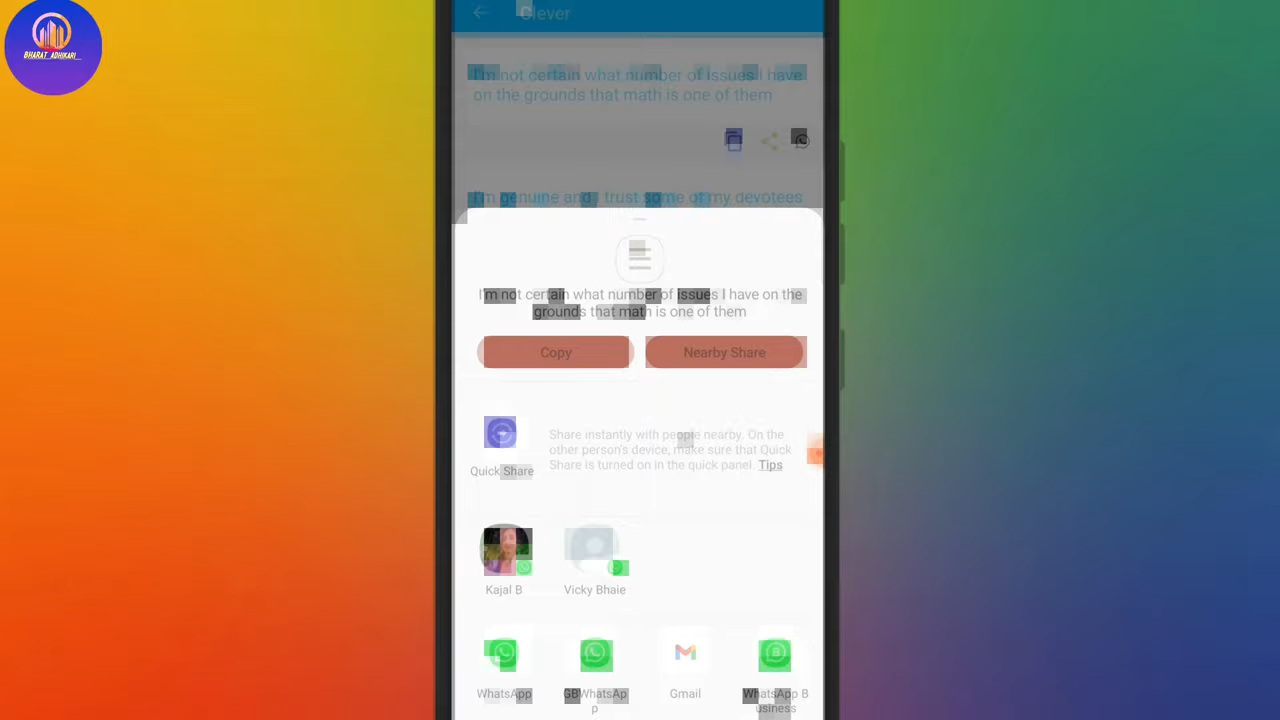 BHARAT_ADHIKARI_
Clever
I'm not certain what number of issues I have
on the grounds that math is one of them
I'm genuine and I trust some of my devotees
I'm not certain what number of issues I have on the
grounds that math is one of them
Copy
Nearby Share
Share instantly with people nearby. On the
other person's device, make sure that Quick
Share is turned on in the quick panel. Tips
Quick Share
Kajal B
Vicky Bhaie
WhatsApp
GBWhatsAp
p
Gmail
WhatsApp B
usiness